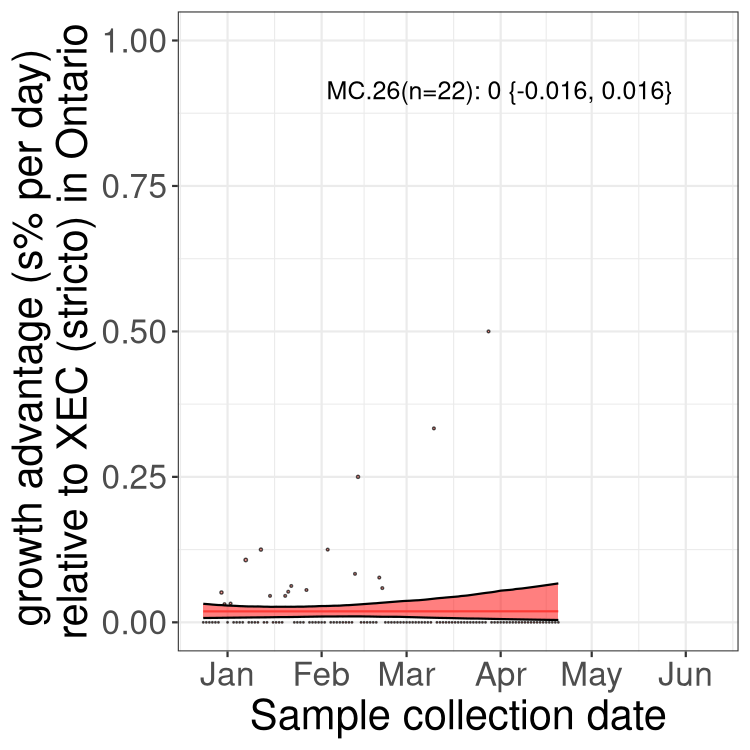 growth advantage (s% per day)
relative to XEC (stricto) in Ontario
1.00
0.75
0.50
0.25
0.00
MC.26(n=22): 0 {-0.016, 0.016}
Jan Feb Mar Apr May Jun
Sample collection date